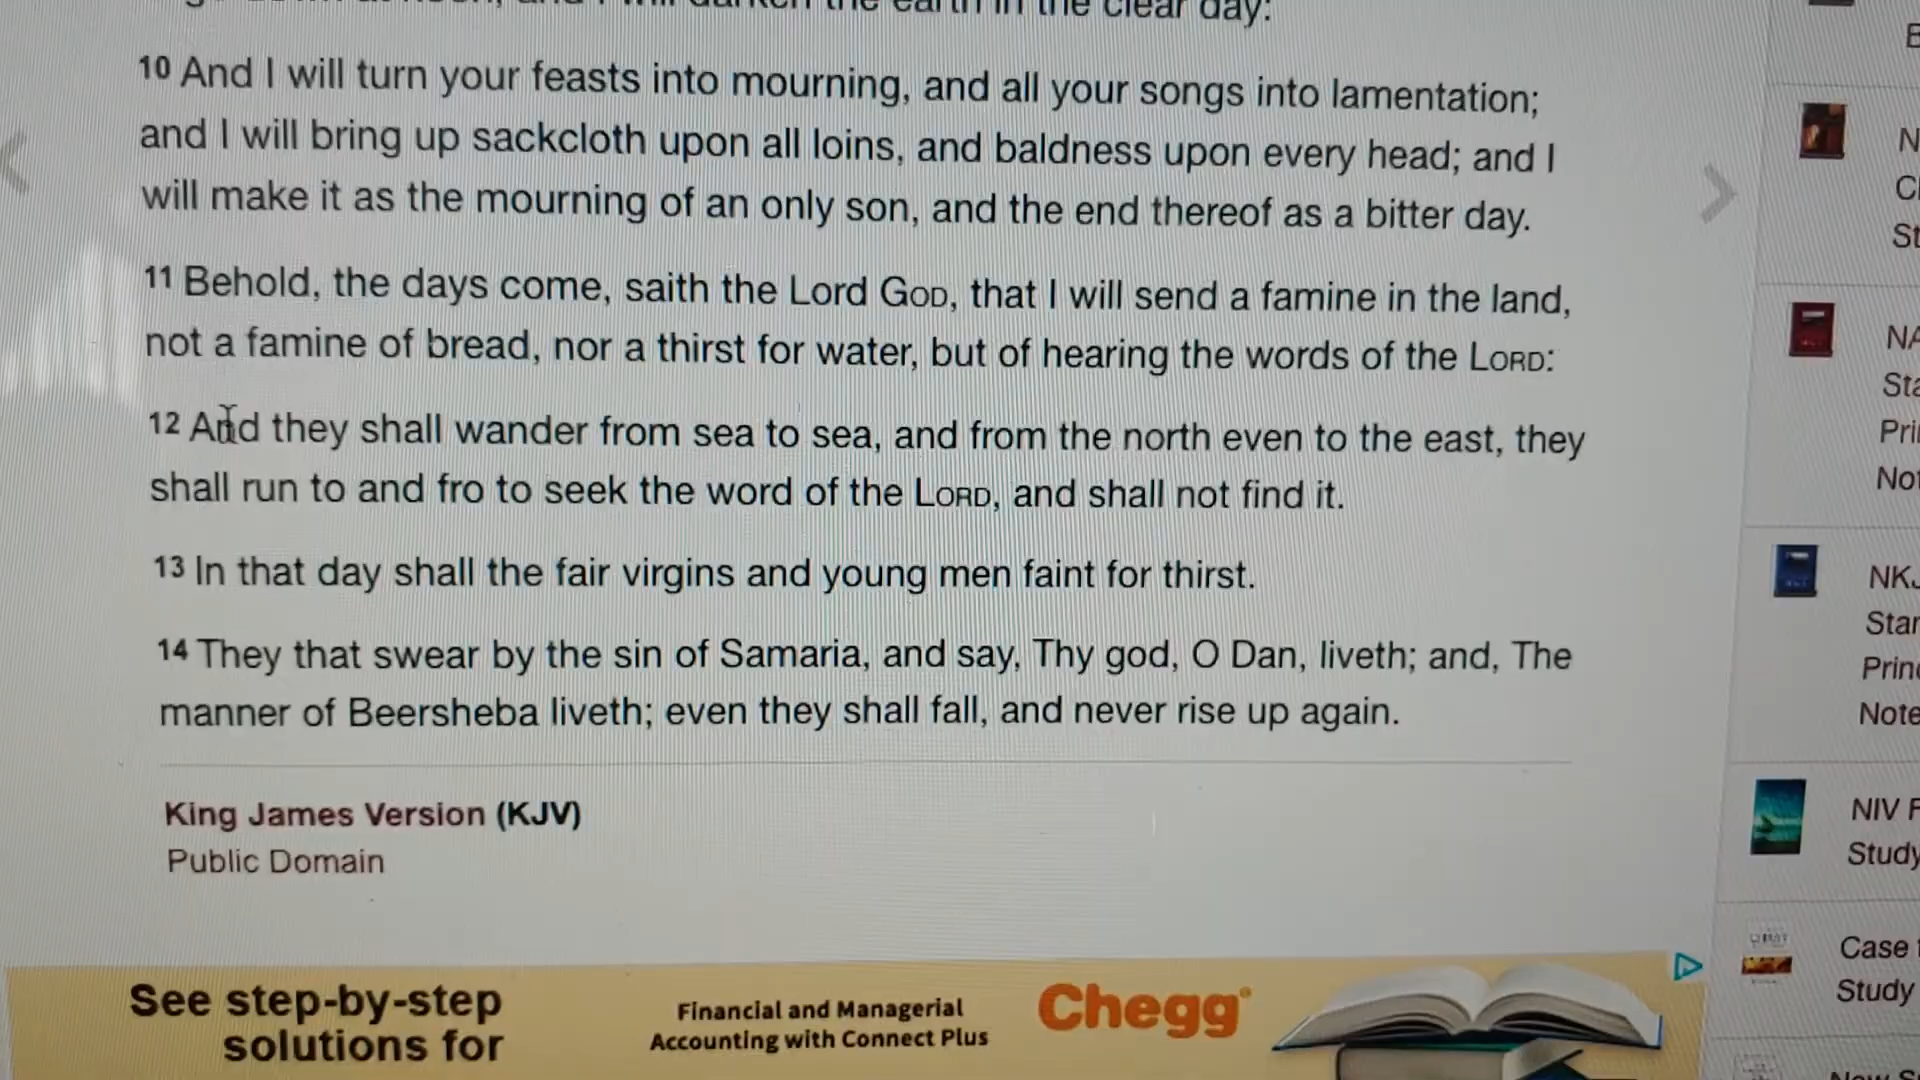 the earth in the clear day:
10 And I will turn your feasts into mourning, and all your songs into lamentation;
and I will bring up sackcloth upon all loins, and baldness upon every head; and I
will make it as the mourning of an only son, and the end thereof as a bitter day.
11 Behold, the days come, saith the Lord GOD, that I will send a famine in the land,
not a famine of bread, nor a thirst for water, but of hearing the words of the LORD:
12 And they shall wander from sea to sea, and from the north even to the east, they
shall run to and fro to seek the word of the LORD, and shall not find it.
13 In that day shall the fair virgins and young men faint for thirst.
14 They that swear by the sin of Samaria, and say, Thy god, O Dan, liveth; and, The
manner of Beersheba liveth; even they shall fall, and never rise up again.
King James Version (KJV)
Public Domain
See step-by-step
solutions for
Financial and Managerial
Accounting with Connect Plus
Chegg
NIV
Study
Case
Study